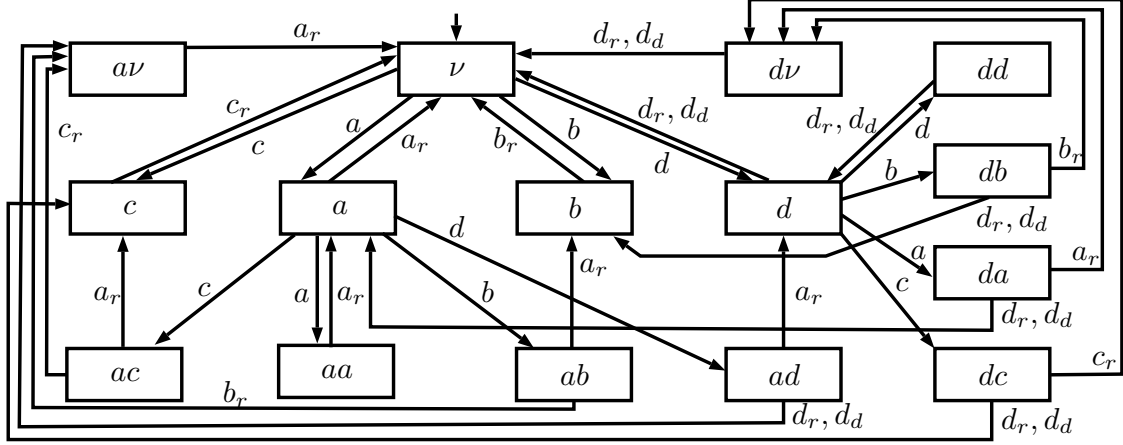 aν a_r ν d_r, d_d dν dd
c_r c_r c a a_r b_r b d_r, d_d d d_r, d_d d b b_r
c a b d db
d d_r, d_d
a da a_r
a_r c a a_r b a_r a_r c d_r, d_d
ac aa ab ad dc c_r
b_r d_r, d_d d_r, d_d